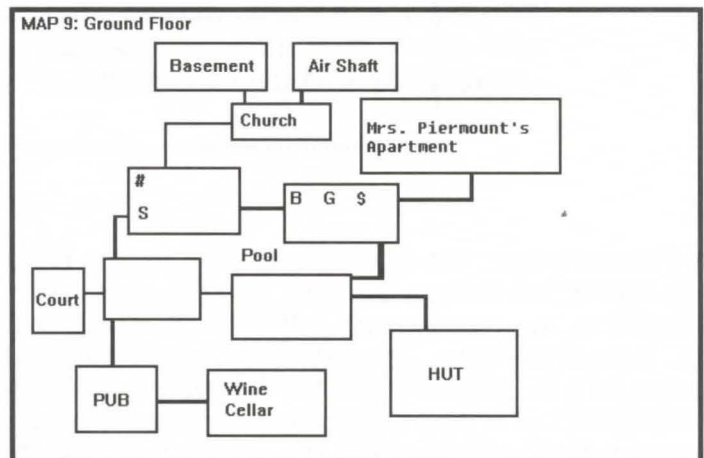 MAP 9: Ground Floor
Basement
Air Shaft
Church
Mrs. Piermount's
Apartment
#
S
B G $
Pool
Court
HUT
PUB
Wine
Cellar